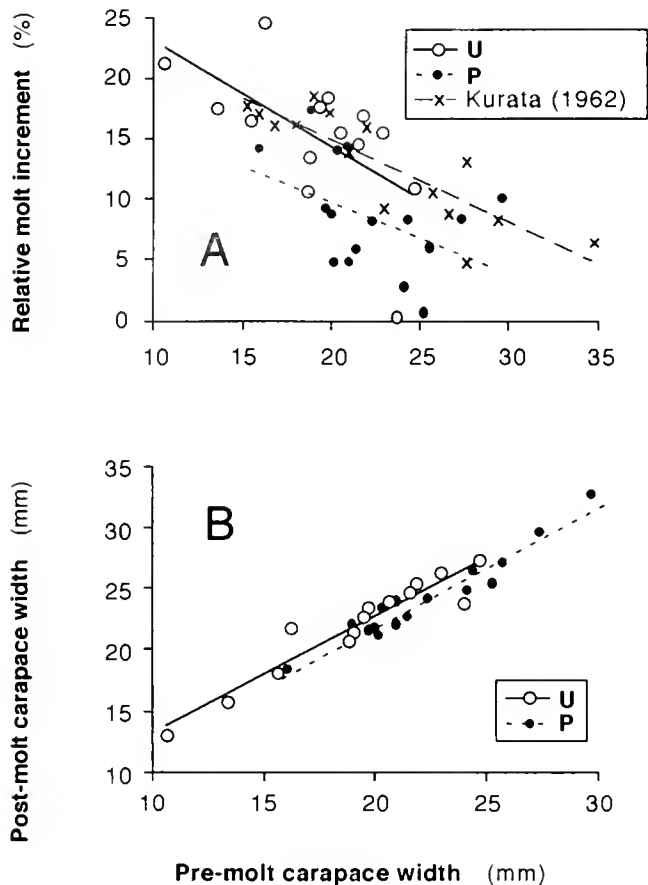 Relative molt increment (%)
25
20
15
10
5
0
10 15 20 25 30 35
A
U
P
Kurata (1962)
Post-molt carapace width (mm)
35
30
25
20
15
10
10 15 20 25 30
B
U
P
Pre-molt carapace width (mm)